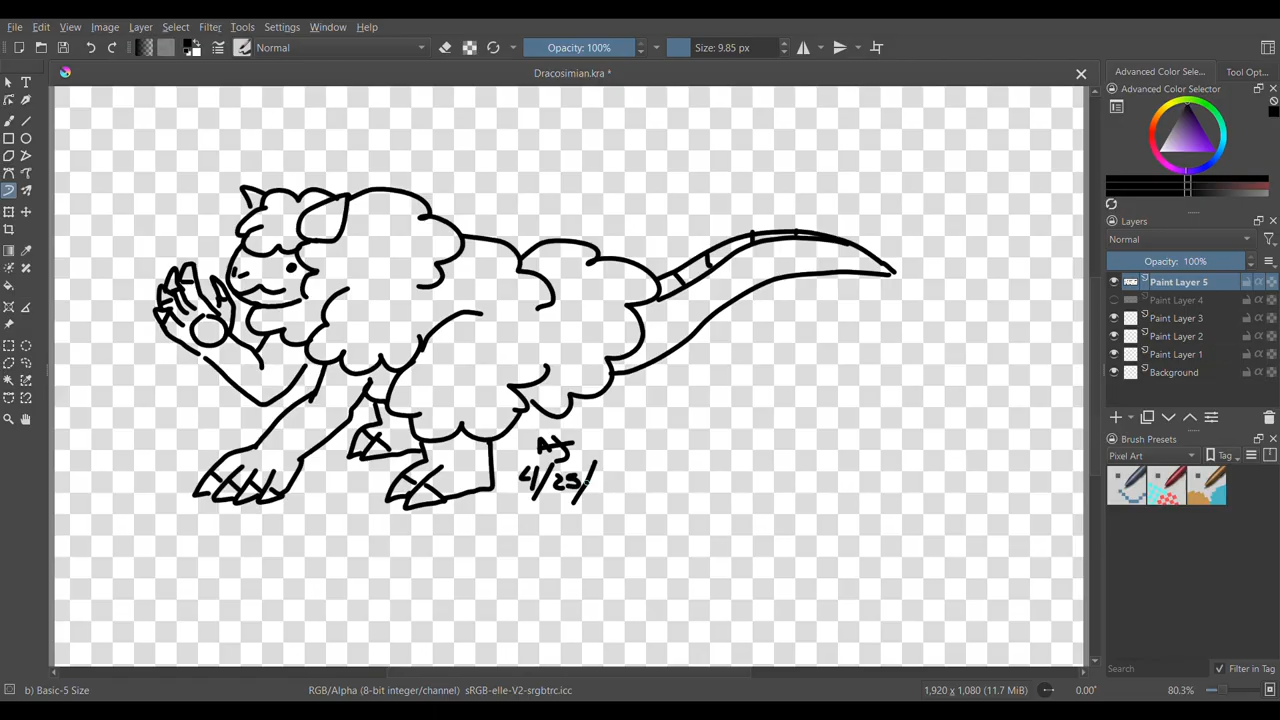 File Edit View Image Layer Select Filter Tools Settings Window Help
Normal Opacity: 100% Size: 9.85 px
Dracosimian.kra *
Advanced Color Sele... Tool Opt...
Advanced Color Selector
Layers
Normal
Opacity: 100%
Paint Layer 5
Paint Layer 4
Paint Layer 3
Paint Layer 2
Paint Layer 1
Background
Brush Presets
Pixel Art Tag
AJ
4/25/
Search Filter in Tag
b) Basic-5 Size RGB/Alpha (8-bit integer/channel) sRGB-elle-V2-srgbtrc.icc 1,920 x 1,080 (11.7 MiB) 0.00° 80.3%